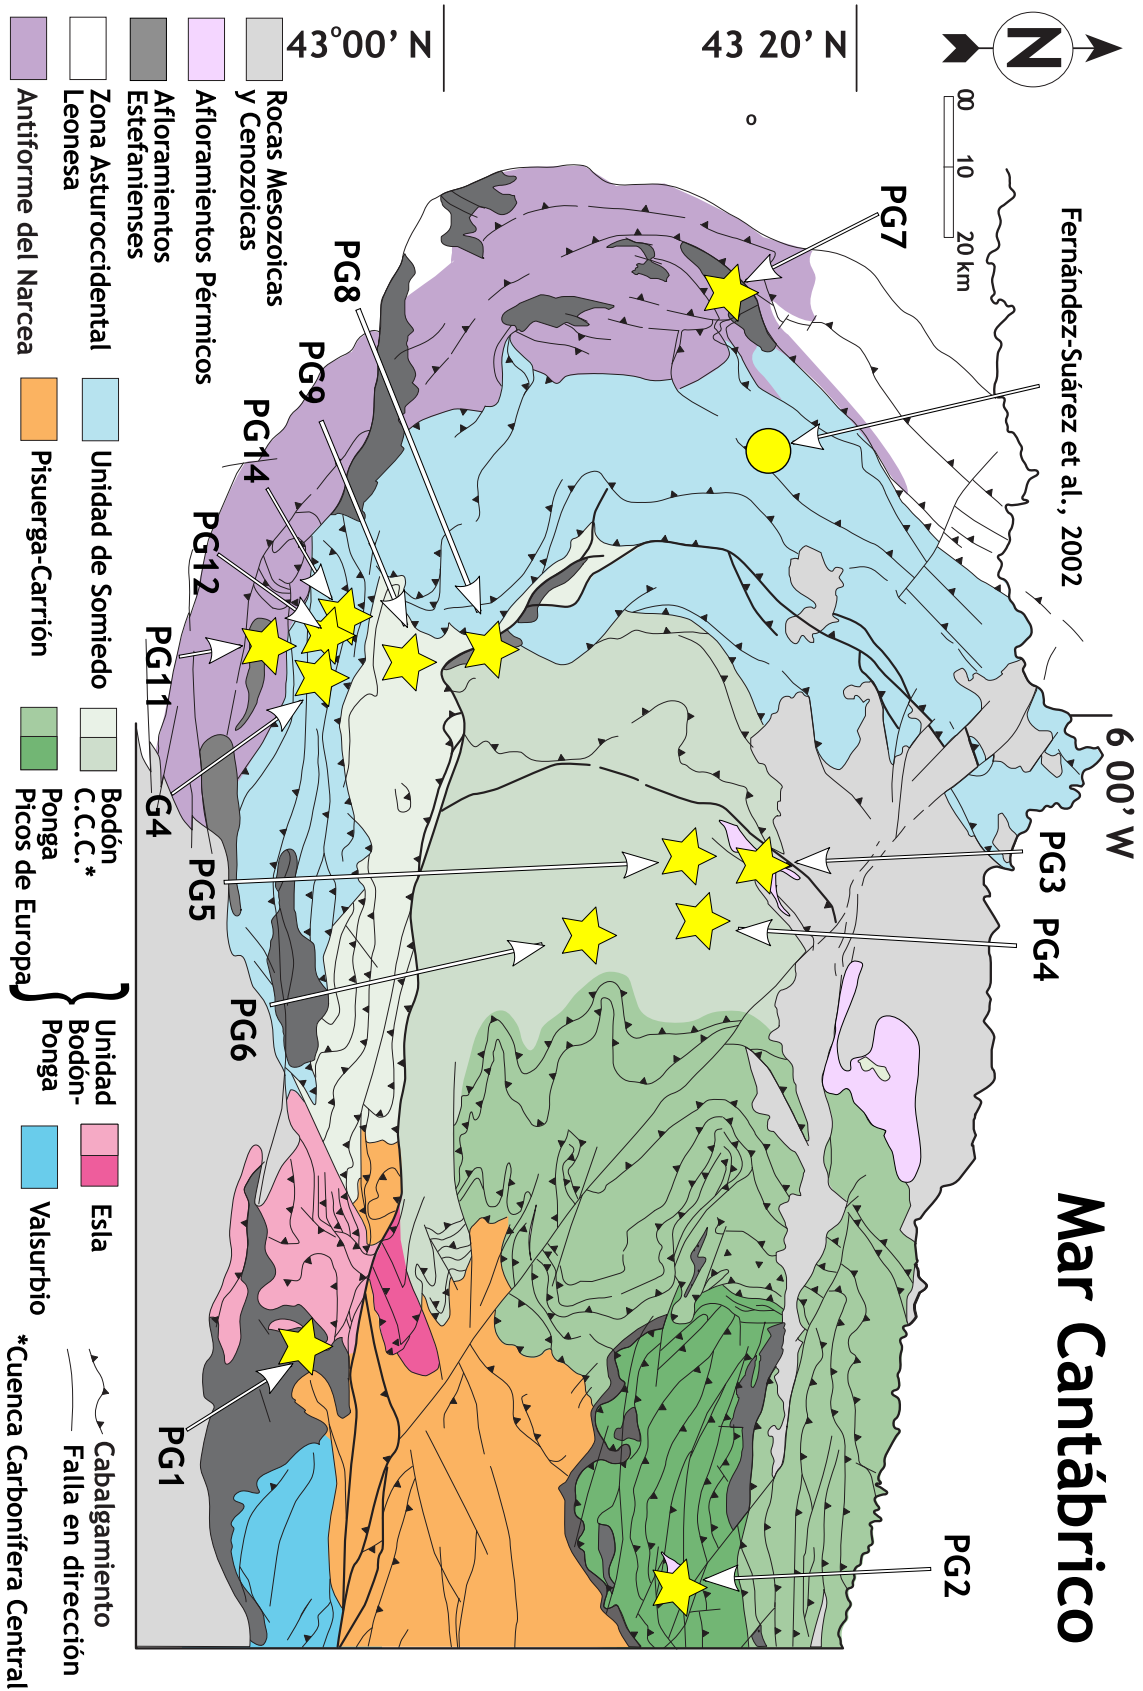 Mar Cantábrico
N
00 10 20 km
43 20' N
43°00' N
6 00' W
o
Fernández-Suárez et al., 2002
PG7
PG3
PG4
PG2
PG8
PG9
PG14
PG12
PG11
G4
PG5
PG6
PG1
Rocas Mesozoicas
y Cenozoicas
Afloramientos Pérmicos
Afloramientos
Estefanienses
Zona Asturoccidental
Leonesa
Antiforme del Narcea
Unidad de Somiedo
Pisuerga-Carrión
Bodón
C.C.C.*
Ponga
Picos de Europa
}
Unidad
Bodón-
Ponga
Esla
Valsurbio
Cabalgamiento
Falla en dirección
*Cuenca Carbonífera Central